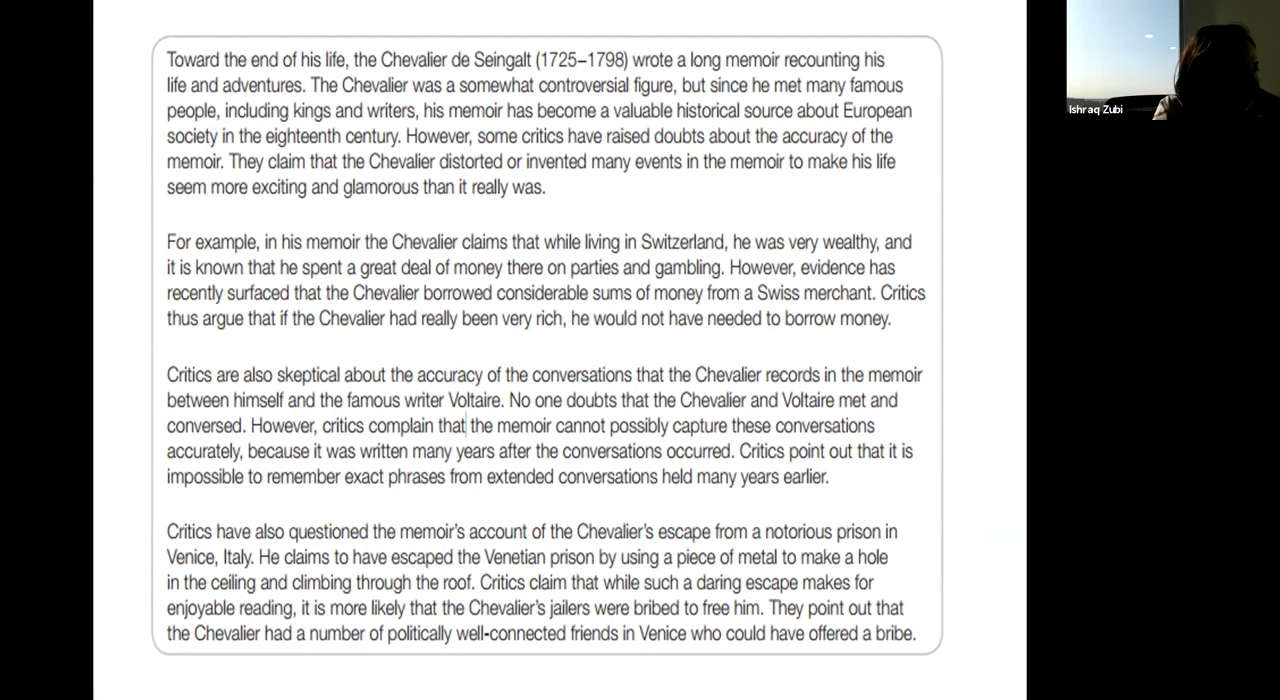 Toward the end of his life, the Chevalier de Seingalt (1725–1798) wrote a long memoir recounting his
life and adventures. The Chevalier was a somewhat controversial figure, but since he met many famous
people, including kings and writers, his memoir has become a valuable historical source about European
society in the eighteenth century. However, some critics have raised doubts about the accuracy of the
memoir. They claim that the Chevalier distorted or invented many events in the memoir to make his life
seem more exciting and glamorous than it really was.
For example, in his memoir the Chevalier claims that while living in Switzerland, he was very wealthy, and
it is known that he spent a great deal of money there on parties and gambling. However, evidence has
recently surfaced that the Chevalier borrowed considerable sums of money from a Swiss merchant. Critics
thus argue that if the Chevalier had really been very rich, he would not have needed to borrow money.
Critics are also skeptical about the accuracy of the conversations that the Chevalier records in the memoir
between himself and the famous writer Voltaire. No one doubts that the Chevalier and Voltaire met and
conversed. However, critics complain that the memoir cannot possibly capture these conversations
accurately, because it was written many years after the conversations occurred. Critics point out that it is
impossible to remember exact phrases from extended conversations held many years earlier.
Critics have also questioned the memoir's account of the Chevalier's escape from a notorious prison in
Venice, Italy. He claims to have escaped the Venetian prison by using a piece of metal to make a hole
in the ceiling and climbing through the roof. Critics claim that while such a daring escape makes for
enjoyable reading, it is more likely that the Chevalier's jailers were bribed to free him. They point out that
the Chevalier had a number of politically well-connected friends in Venice who could have offered a bribe.
Ishraq Zubi